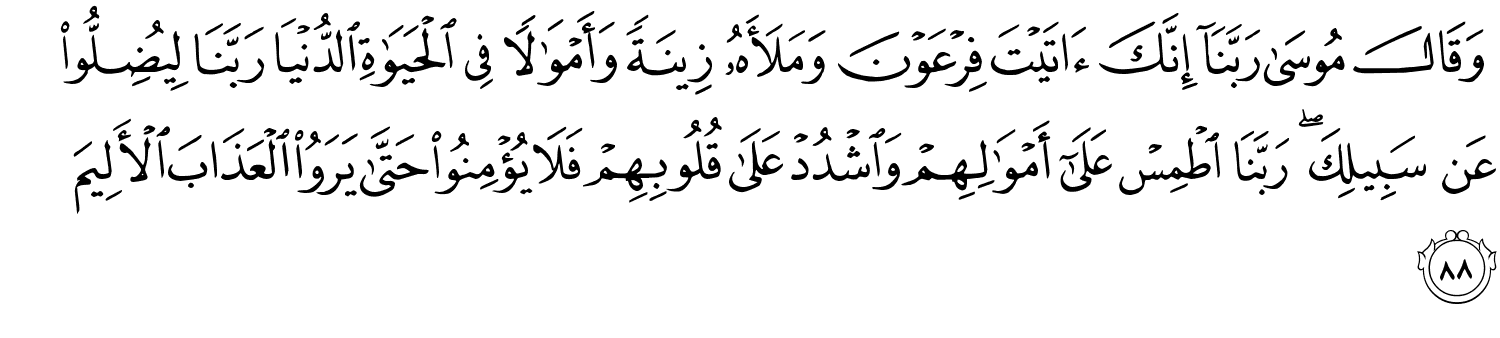 وَقَالَ مُوسَىٰ رَبَّنَآ إِنَّكَ ءَاتَيْتَ فِرْعَوْنَ وَمَلَأَهُۥ زِينَةً وَأَمْوَٰلًا فِى ٱلْحَيَوٰةِ ٱلدُّنْيَا رَبَّنَا لِيُضِلُّوا۟
عَن سَبِيلِكَ ۖ رَبَّنَا ٱطْمِسْ عَلَىٰٓ أَمْوَٰلِهِمْ وَٱشْدُدْ عَلَىٰ قُلُوبِهِمْ فَلَا يُؤْمِنُوا۟ حَتَّىٰ يَرَوُا۟ ٱلْعَذَابَ ٱلْأَلِيمَ
٨٨